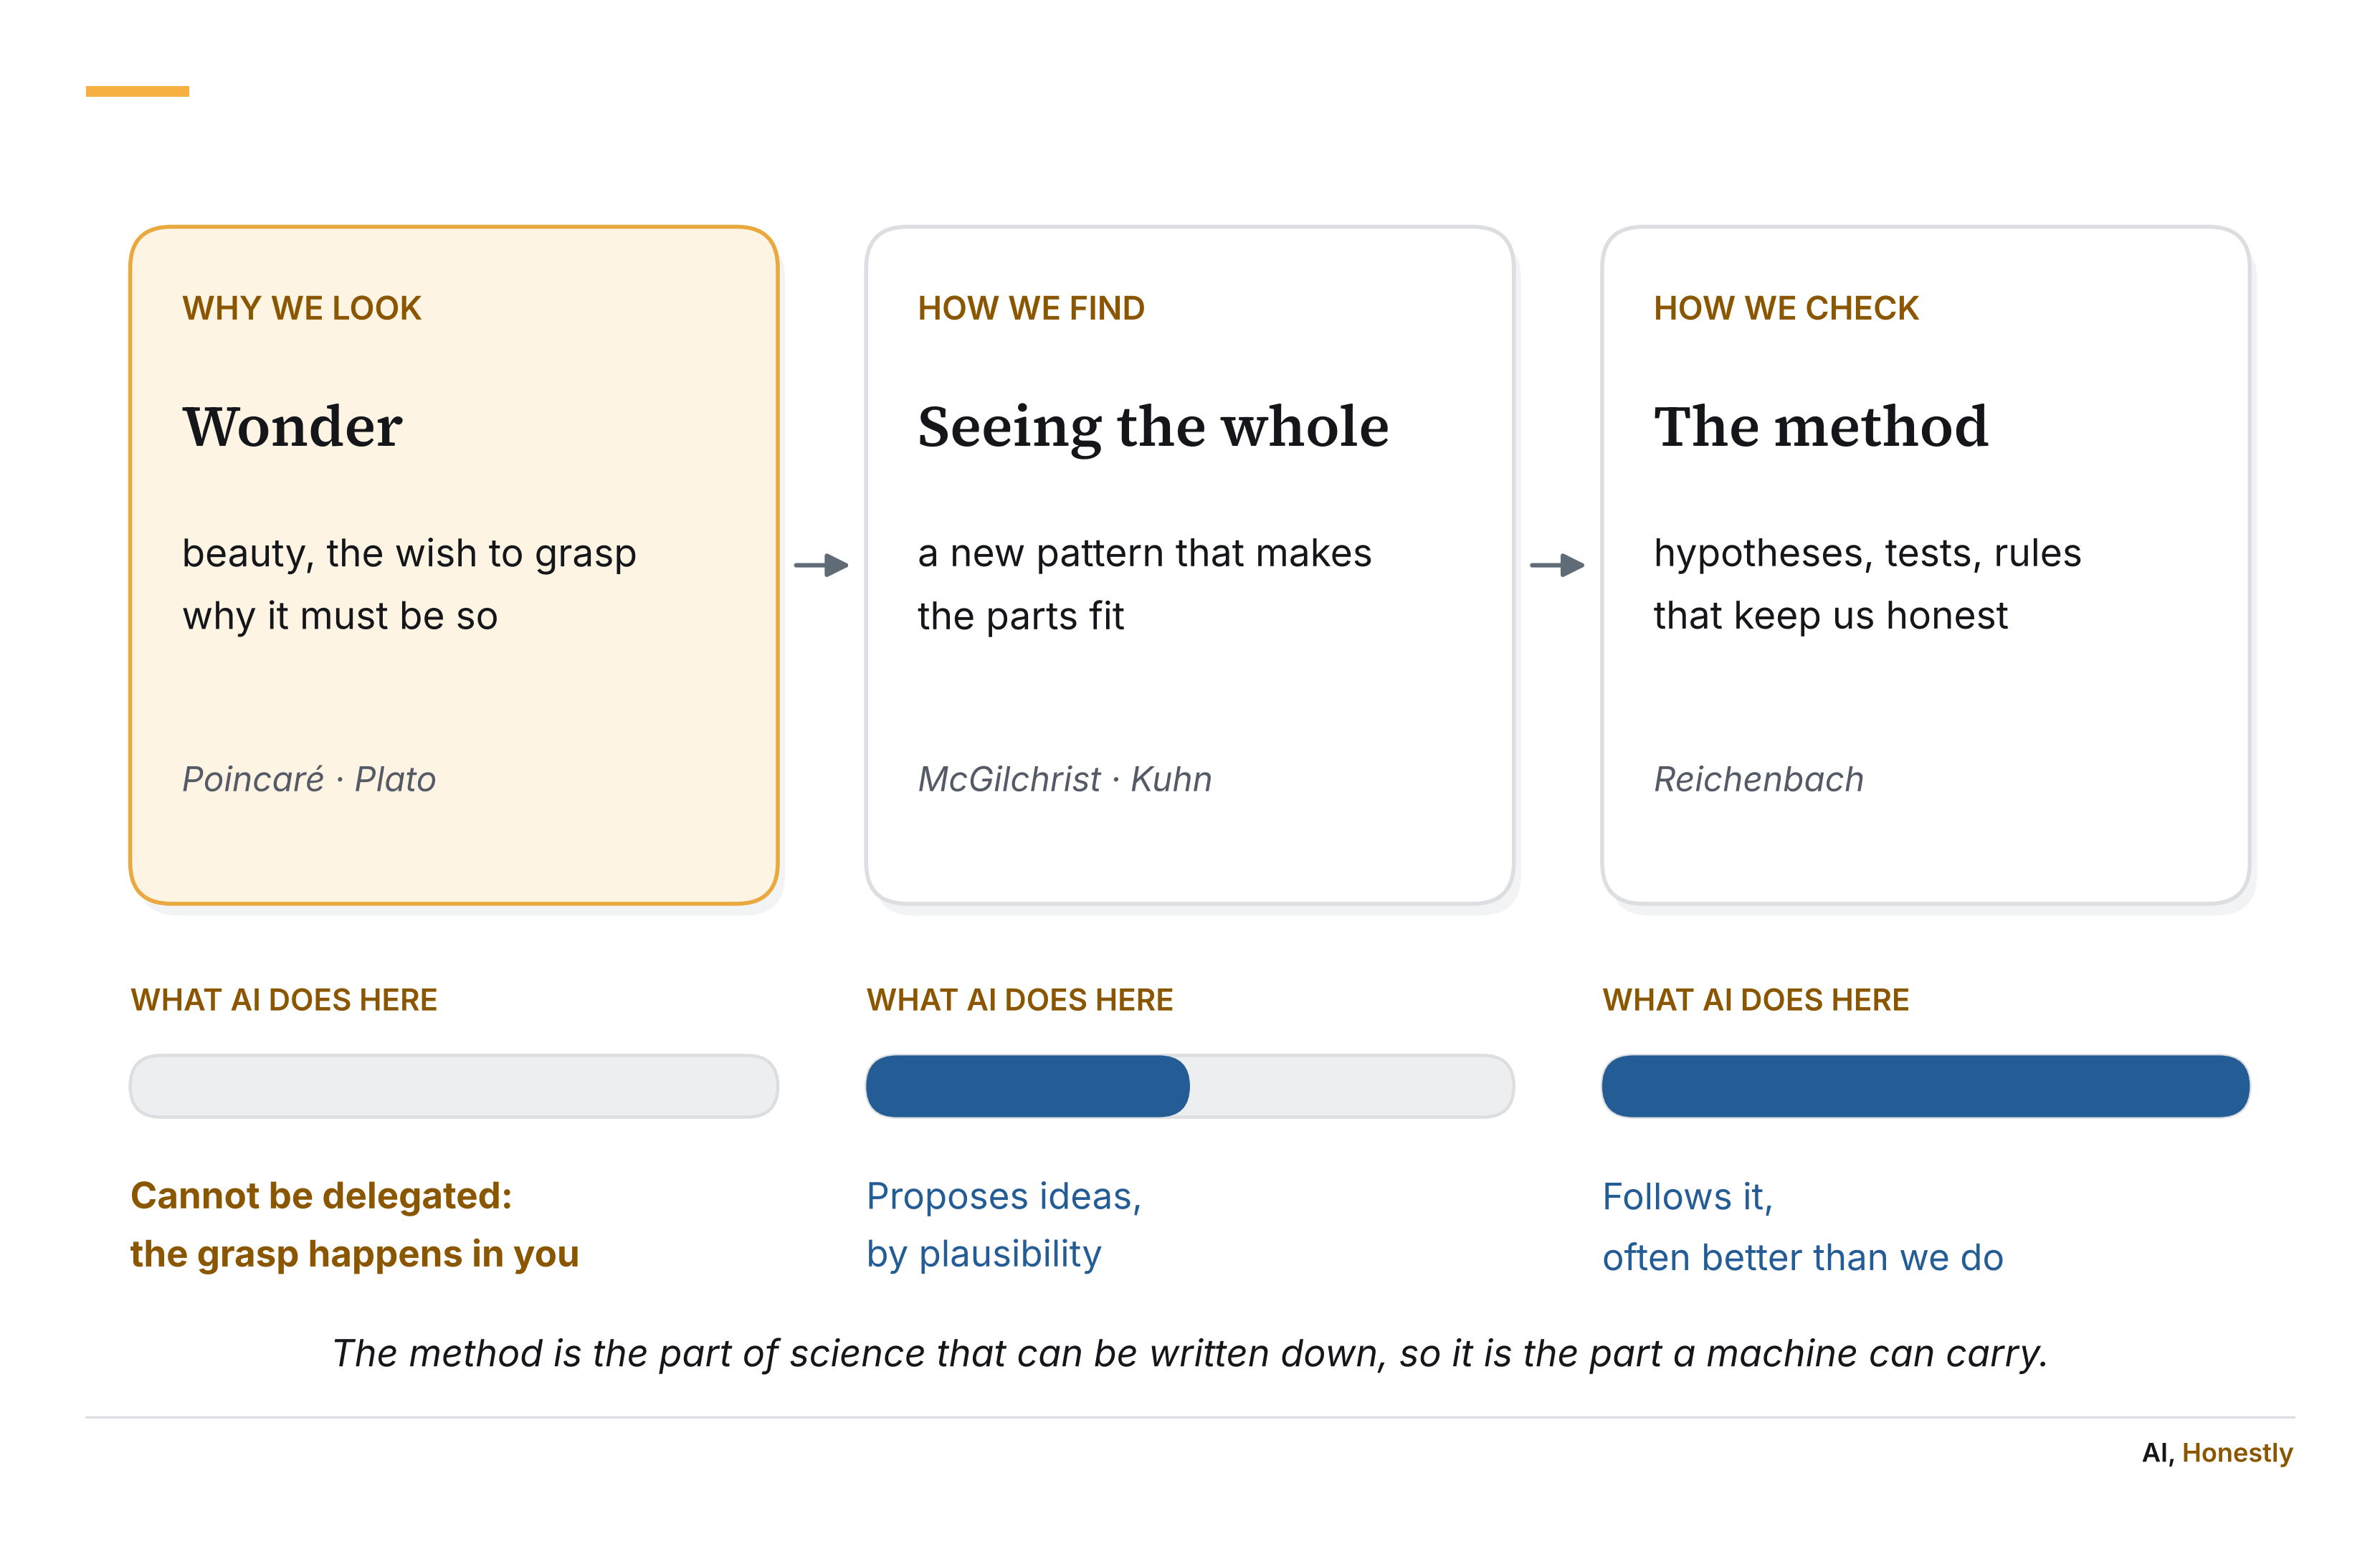 WHY WE LOOK
Wonder
beauty, the wish to grasp
why it must be so
Poincaré · Plato
HOW WE FIND
Seeing the whole
a new pattern that makes
the parts fit
McGilchrist · Kuhn
HOW WE CHECK
The method
hypotheses, tests, rules
that keep us honest
Reichenbach
WHAT AI DOES HERE
Cannot be delegated:
the grasp happens in you
WHAT AI DOES HERE
Proposes ideas,
by plausibility
WHAT AI DOES HERE
Follows it,
often better than we do
The method is the part of science that can be written down, so it is the part a machine can carry.
AI, Honestly